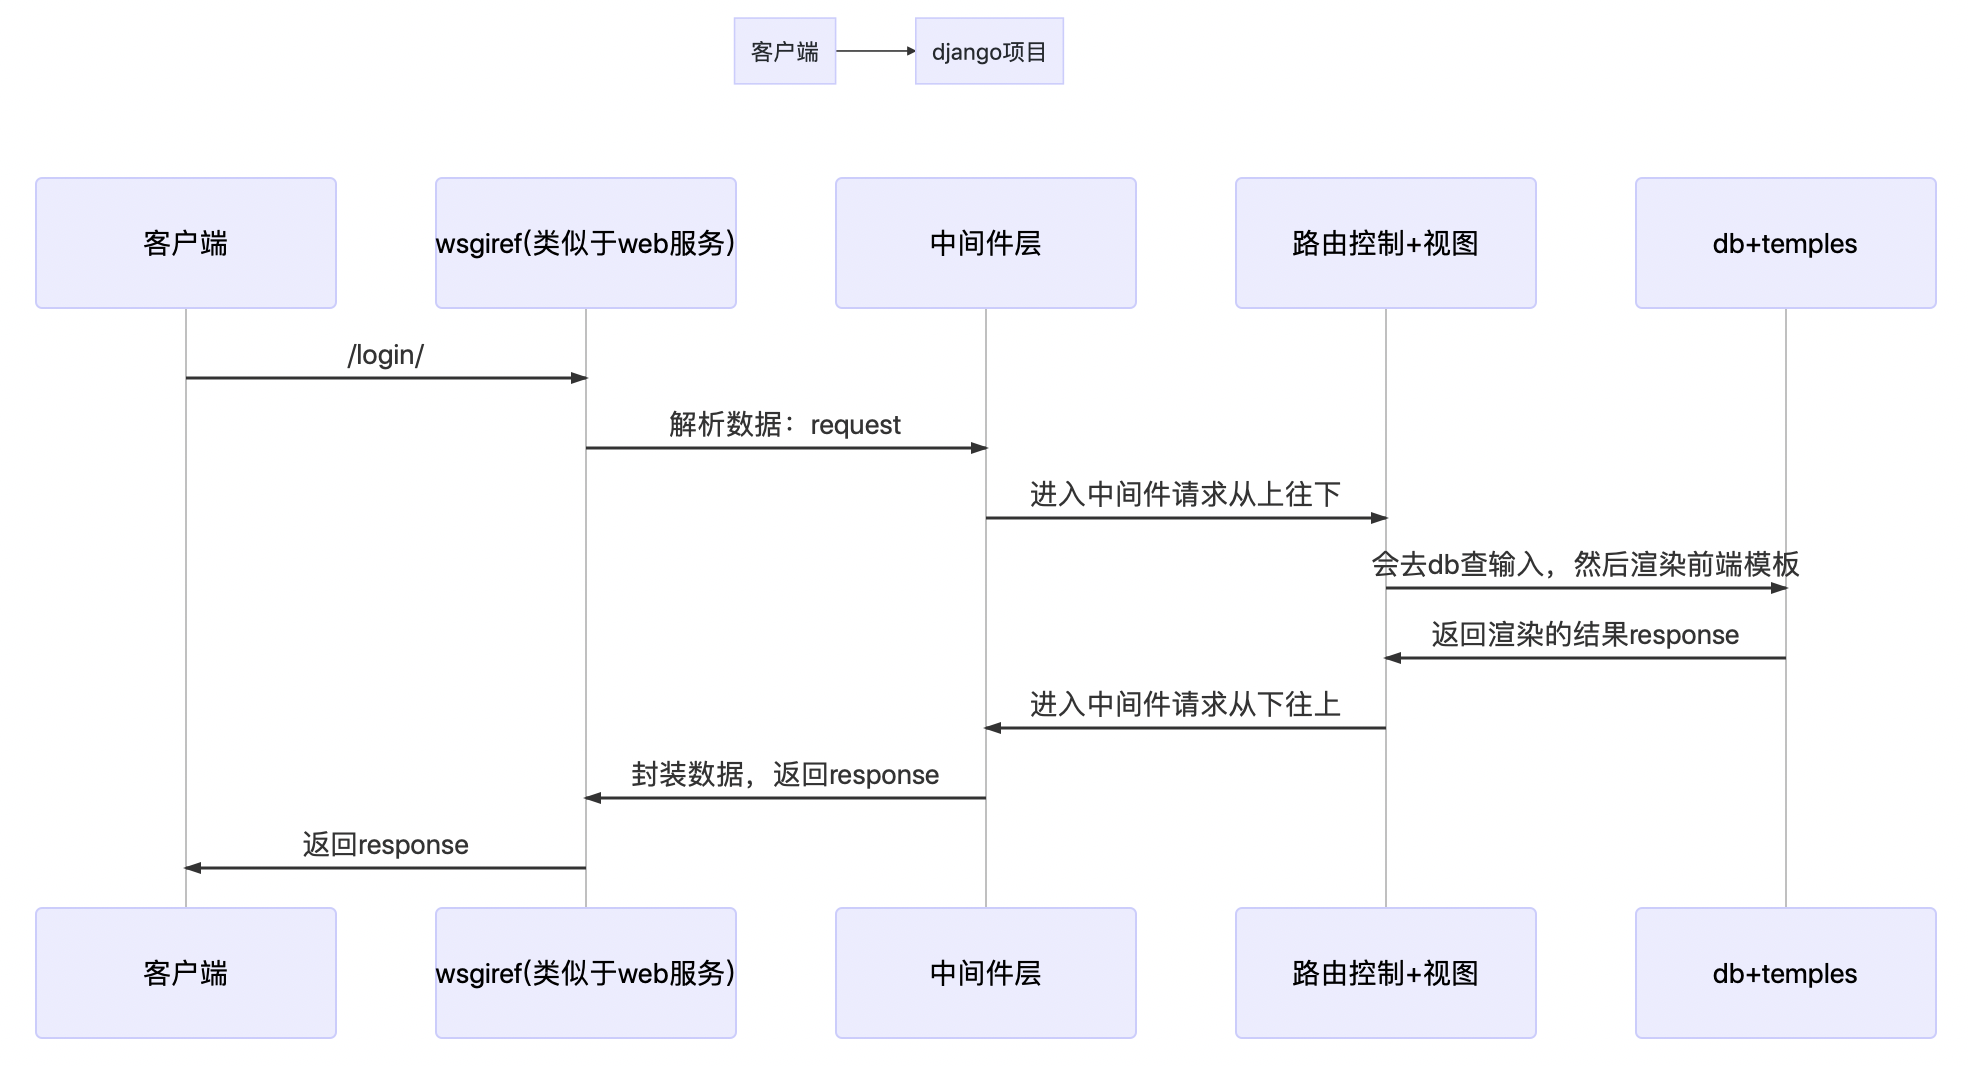 客户端
django项目
客户端
wsgiref(类似于web服务)
中间件层
路由控制+视图
db+temples
/login/
解析数据：request
进入中间件请求从上往下
会去db查输入，然后渲染前端模板
返回渲染的结果response
进入中间件请求从下往上
封装数据，返回response
返回response
客户端
wsgiref(类似于web服务)
中间件层
路由控制+视图
db+temples